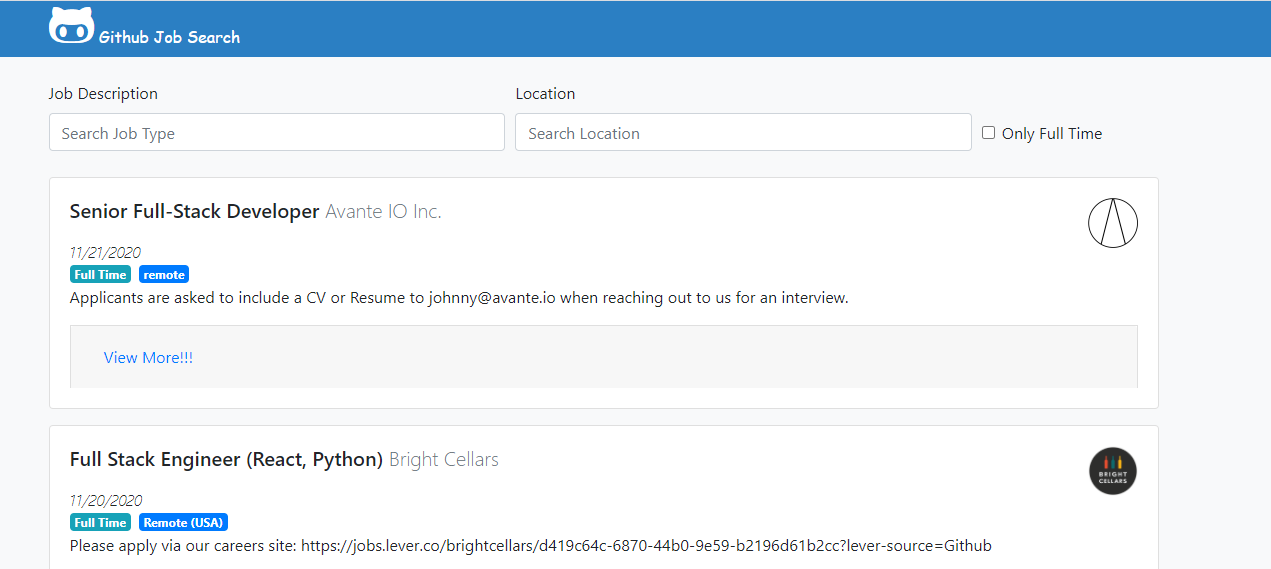 Github Job Search
Job Description
Location
Search Job Type
Search Location
Only Full Time
Senior Full-Stack Developer Avante IO Inc.
11/21/2020
Full Time remote
Applicants are asked to include a CV or Resume to johnny@avante.io when reaching out to us for an interview.
View More!!!
Full Stack Engineer (React, Python) Bright Cellars
BRIGHT
CELLARS
11/20/2020
Full Time Remote (USA)
Please apply via our careers site: https://jobs.lever.co/brightcellars/d419c64c-6870-44b0-9e59-b2196d61b2cc?lever-source=Github